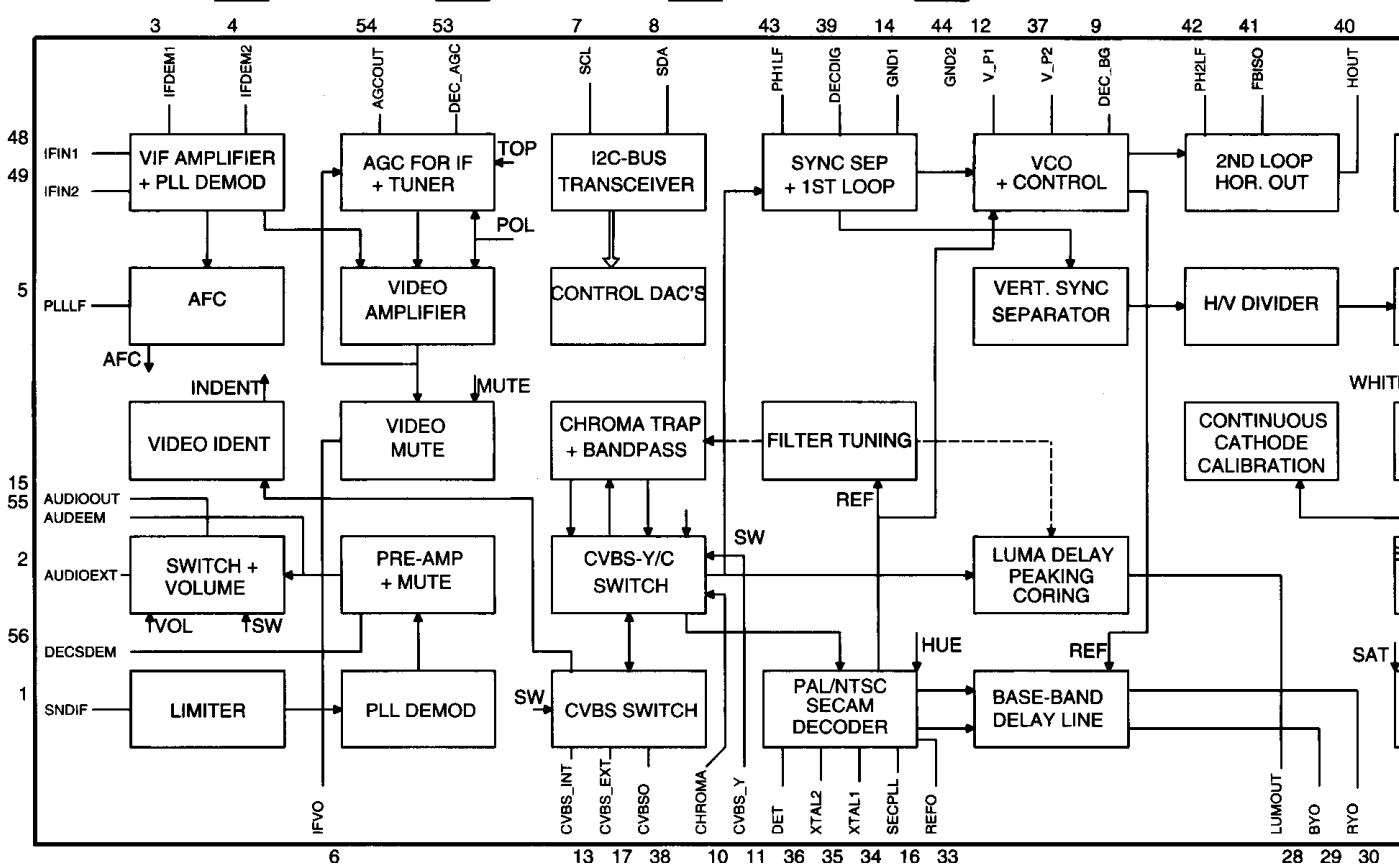 3 4 54 53 7 8 43 39 14 44 12 37 9 42 41 40
IFDEM1
IFDEM2
AGCOUT
DEC_AGC
SCL
SDA
PH1LF
DECDIG
GND1
GND2
V_P1
V_P2
DEC_BG
PH2LF
FBISO
HOUT
48
49
IFIN1
IFIN2
VIF AMPLIFIER
+ PLL DEMOD
AGC FOR IF
+ TUNER
TOP
POL
I2C-BUS
TRANSCEIVER
SYNC SEP
+ 1ST LOOP
VCO
+ CONTROL
2ND LOOP
HOR. OUT
5
PLLLF
AFC
VIDEO
AMPLIFIER
CONTROL DAC'S
VERT. SYNC
SEPARATOR
H/V DIVIDER
AFC
INDENT
MUTE
WHIT
VIDEO IDENT
VIDEO
MUTE
CHROMA TRAP
+ BANDPASS
FILTER TUNING
CONTINUOUS
CATHODE
CALIBRATION
REF
15
55
AUDIOOUT
AUDEEM
2
AUDIOEXT
SWITCH +
VOLUME
PRE-AMP
+ MUTE
CVBS-Y/C
SWITCH
SW
LUMA DELAY
PEAKING
CORING
VOL
SW
56
DECSDEM
HUE
REF
SAT
1
SNDIF
LIMITER
PLL DEMOD
SW
CVBS SWITCH
PAL/NTSC
SECAM
DECODER
BASE-BAND
DELAY LINE
IFVO
CVBS_INT
CVBS_EXT
CVBSO
CHROMA
CVBS_Y
DET
XTAL2
XTAL1
SECPLL
REFO
LUMOUT
BYO
RYO
6 13 17 38 10 11 36 35 34 16 33 28 29 30